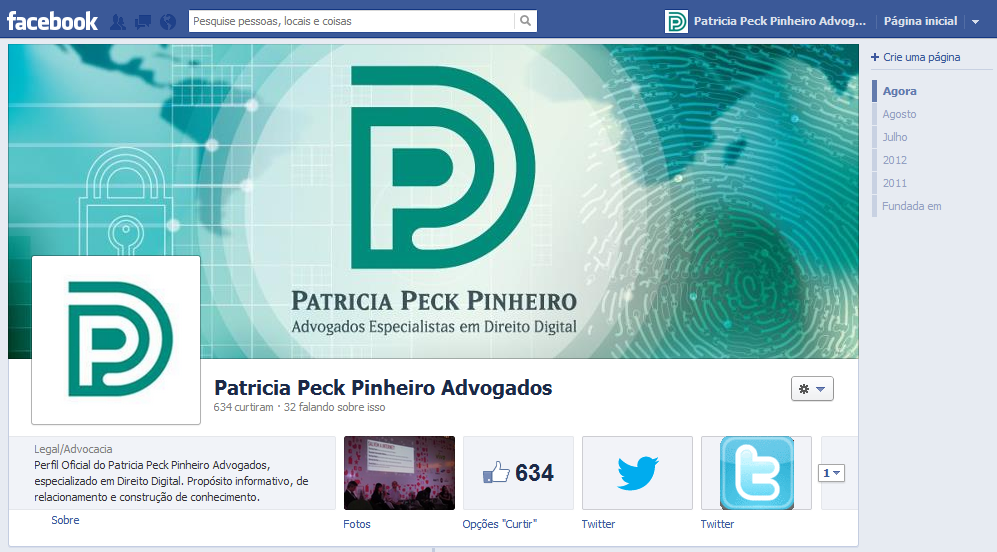 facebook
Pesquise pessoas, locais e coisas
Patricia Peck Pinheiro Advog...
Página inicial
Crie uma página
Agora
Agosto
Julho
2012
2011
Fundada em
PATRICIA PECK PINHEIRO
Advogados Especialistas em Direito Digital
Patricia Peck Pinheiro Advogados
634 curtiram · 32 falando sobre isso
Legal/Advocacia
Perfil Oficial do Patricia Peck Pinheiro Advogados,
especializado em Direito Digital. Propósito informativo, de
relacionamento e construção de conhecimento.
Sobre
Fotos
634
Opções "Curtir"
Twitter
Twitter
1